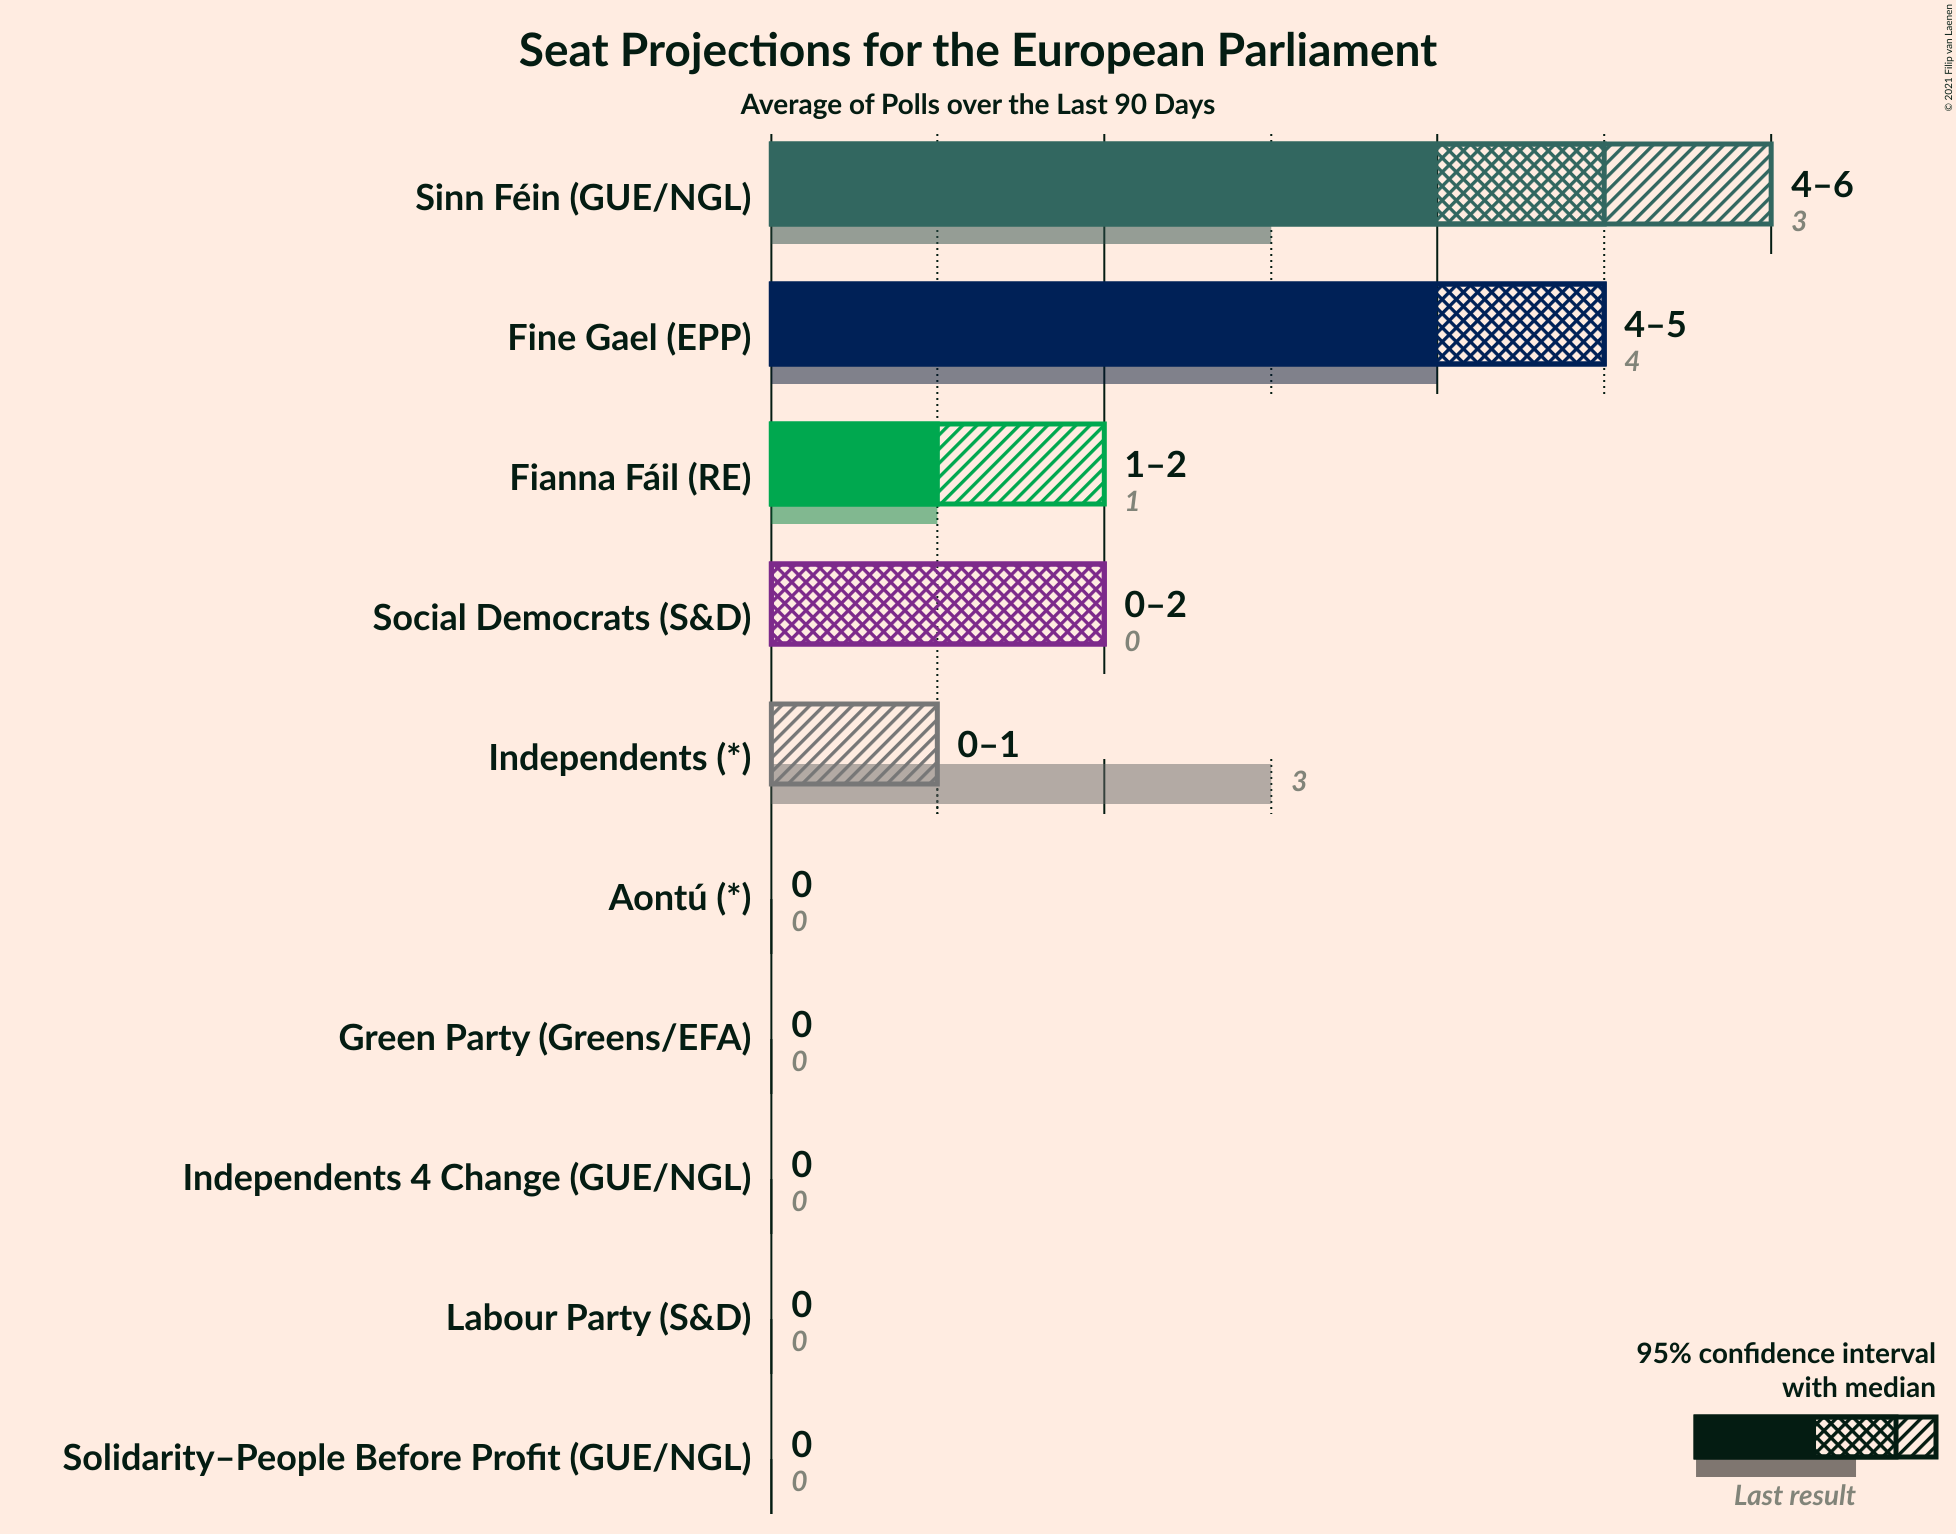 Seat Projections for the European Parliament
Average of Polls over the Last 90 Days
© 2021 Filip van Laenen
Sinn Féin (GUE/NGL)
4–6
3
Fine Gael (EPP)
4–5
4
Fianna Fáil (RE)
1–2
1
Social Democrats (S&D)
0–2
0
Independents (*)
0–1
3
Aontú (*)
0
0
Green Party (Greens/EFA)
0
0
Independents 4 Change (GUE/NGL)
0
0
Labour Party (S&D)
0
0
Solidarity–People Before Profit (GUE/NGL)
0
0
95% confidence interval
with median
Last result